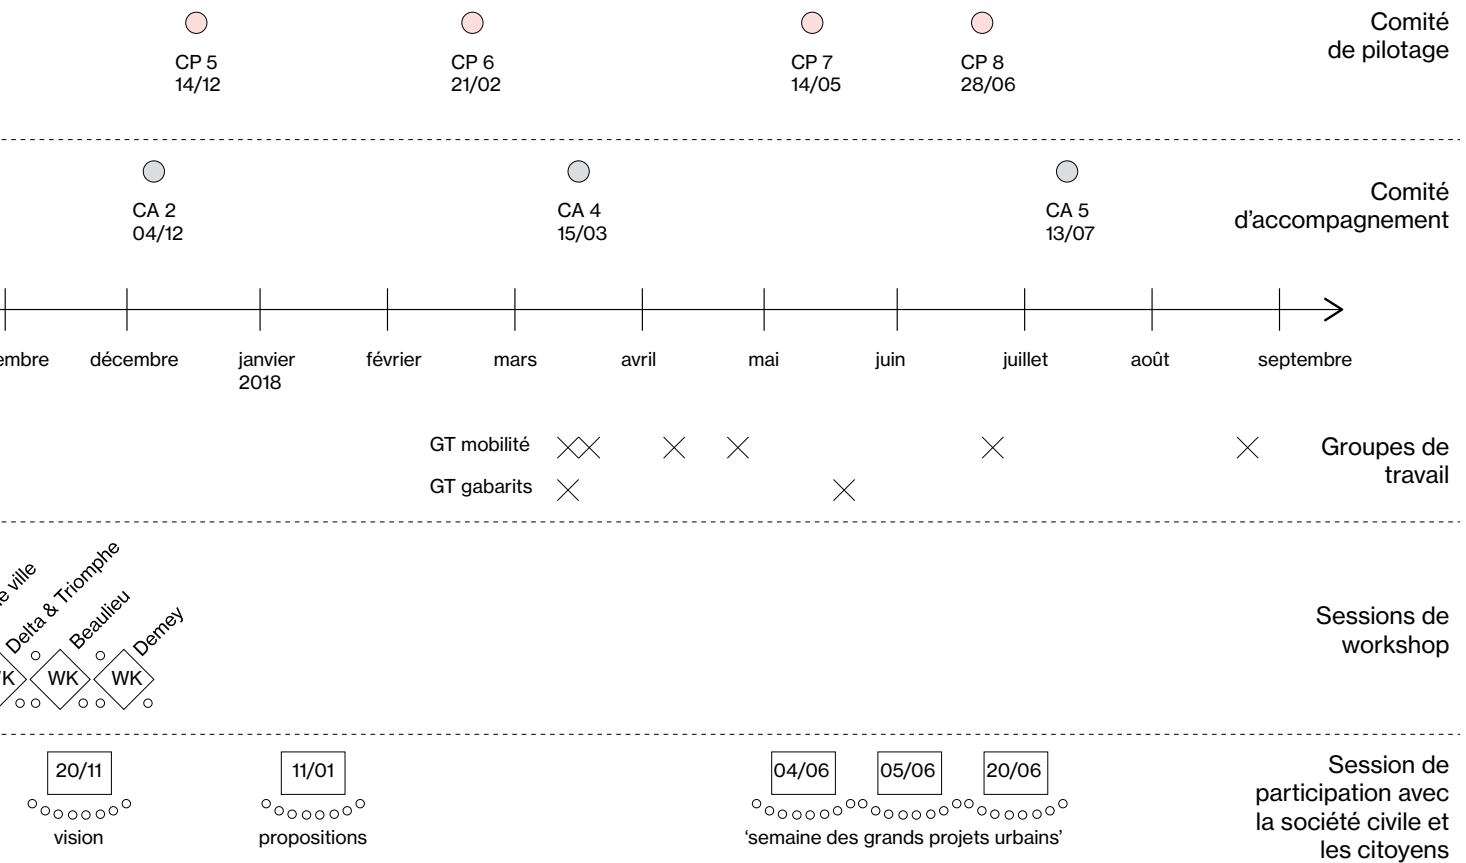 Comité
de pilotage
CP 5
14/12
CP 6
21/02
CP 7
14/05
CP 8
28/06
Comité
d'accompagnement
CA 2
04/12
CA 4
15/03
CA 5
13/07
embre
décembre
janvier
2018
février
mars
avril
mai
juin
juillet
août
septembre
GT mobilité
GT gabarits
Groupes de
travail
e ville
Delta & Triomphe
Beaulieu
Demey
K
WK
WK
Sessions de
workshop
20/11
vision
11/01
propositions
04/06
05/06
20/06
‘semaine des grands projets urbains’
Session de
participation avec
la société civile et
les citoyens